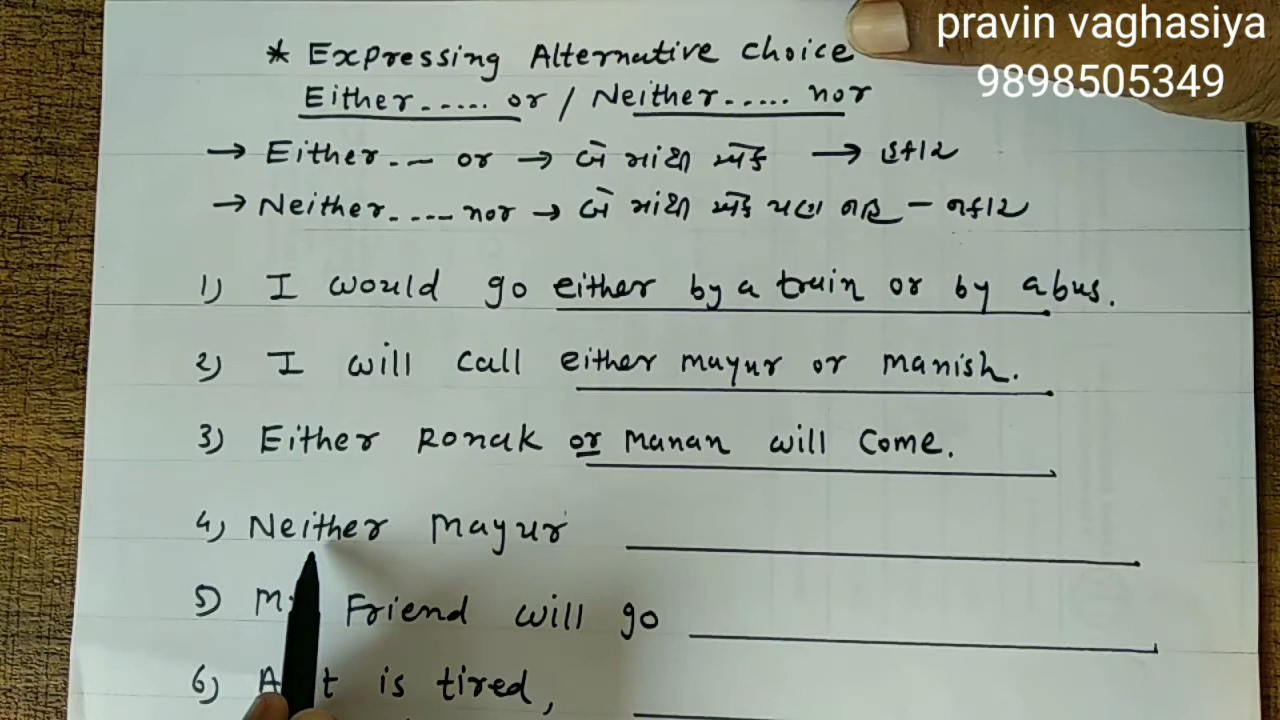 pravin vaghasiya
9898505349
* Expressing Alternative Choice
Either ..... or / Neither ..... nor
→ Either ... or → બે માંથી એક → હકાર
→ Neither .... nor → બે માંથી એક પણ નહિ - નકાર
1) I would go either by a train or by a bus.
2) I will call either mayur or manish.
3) Either Ronak or manan will come.
4) Neither mayur
5) Friend will go
6) is tired,